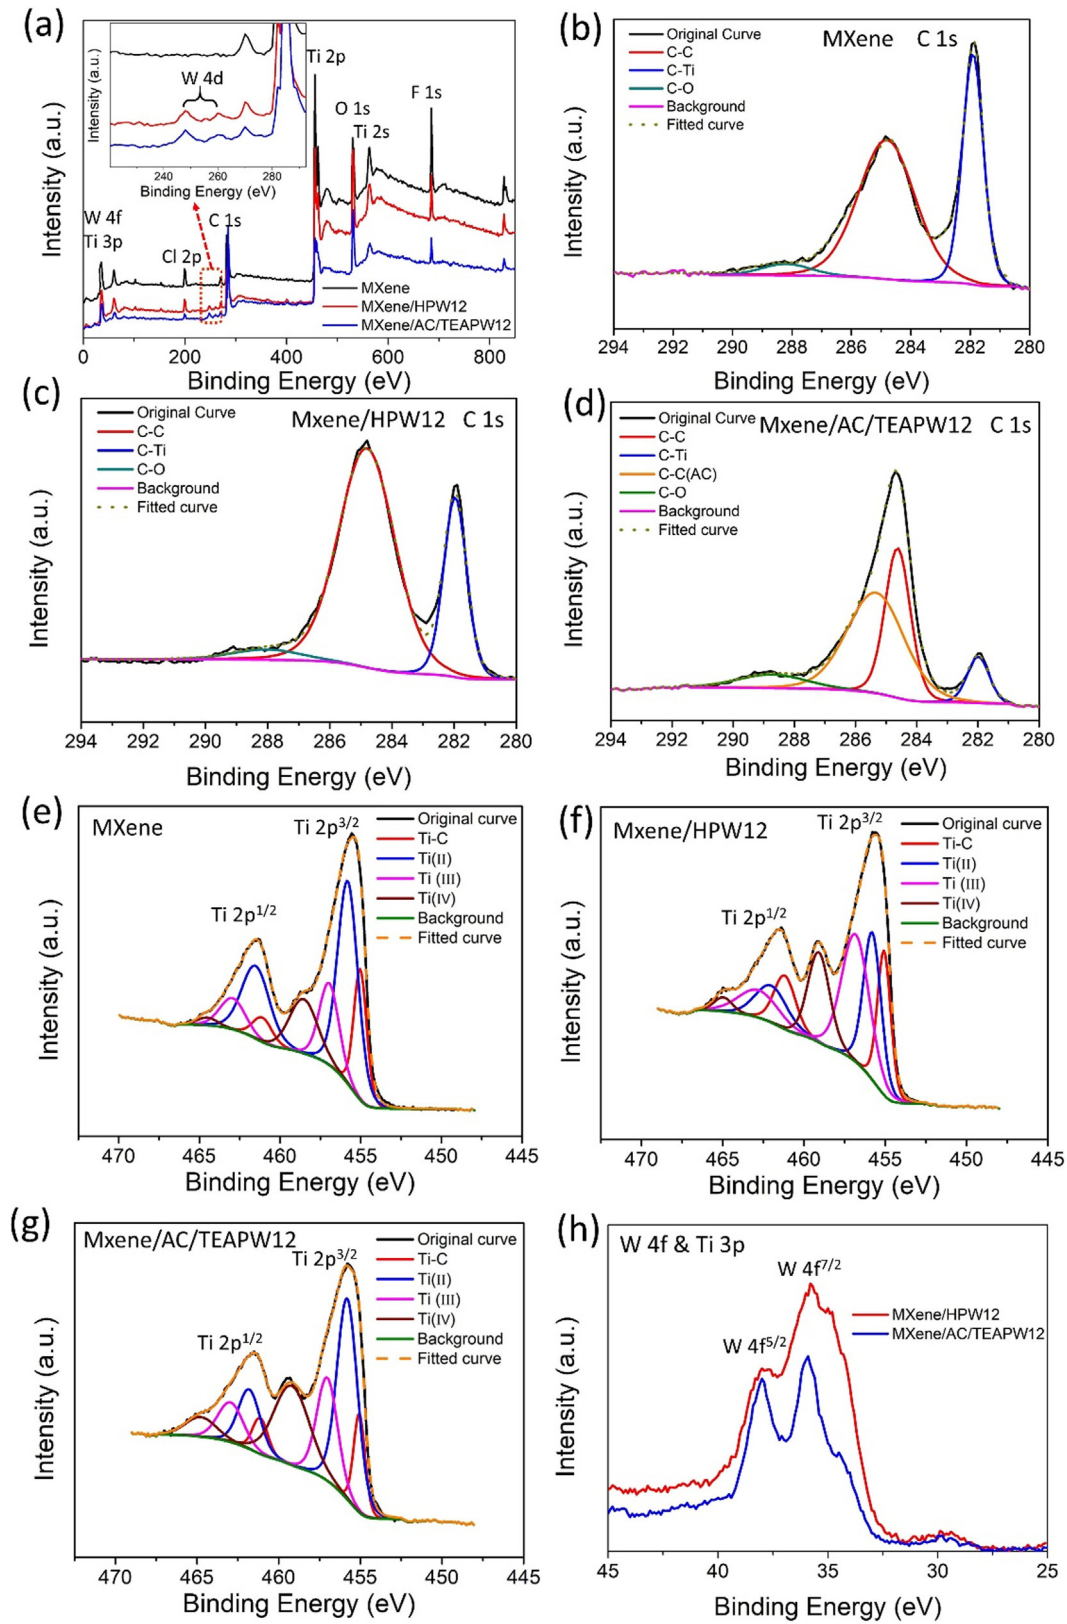 (a)
Intensity (a.u.)
W 4d
240 260 280
Binding Energy (eV)
Ti 2p
O 1s
Ti 2s
F 1s
W 4f
Ti 3p
Cl 2p
C 1s
MXene
MXene/HPW12
MXene/AC/TEAPW12
Intensity (a.u.)
0 200 400 600 800
Binding Energy (eV)
(b)
Original Curve
C-C
C-Ti
C-O
Background
Fitted curve
MXene C 1s
Intensity (a.u.)
294 292 290 288 286 284 282 280
Binding Energy (eV)
(c)
Original Curve
C-C
C-Ti
C-O
Background
Fitted curve
Mxene/HPW12 C 1s
Intensity (a.u.)
294 292 290 288 286 284 282 280
Binding Energy (eV)
(d)
Original Curve
C-C
C-Ti
C-C(AC)
C-O
Background
Fitted curve
Mxene/AC/TEAPW12 C 1s
Intensity (a.u.)
294 292 290 288 286 284 282 280
Binding Energy (eV)
(e)
MXene
Ti 2p3/2
Ti 2p1/2
Original curve
Ti-C
Ti(II)
Ti (III)
Ti(IV)
Background
Fitted curve
Intensity (a.u.)
470 465 460 455 450 445
Binding Energy (eV)
(f)
Mxene/HPW12
Ti 2p3/2
Ti 2p1/2
Original curve
Ti-C
Ti(II)
Ti (III)
Ti(IV)
Background
Fitted curve
Intensity (a.u.)
470 465 460 455 450 445
Binding Energy (eV)
(g)
Mxene/AC/TEAPW12
Ti 2p3/2
Ti 2p1/2
Original curve
Ti-C
Ti(II)
Ti (III)
Ti(IV)
Background
Fitted curve
Intensity (a.u.)
470 465 460 455 450 445
Binding Energy (eV)
(h)
W 4f & Ti 3p
W 4f7/2
W 4f5/2
MXene/HPW12
MXene/AC/TEAPW12
Intensity (a.u.)
45 40 35 30 25
Binding Energy (eV)